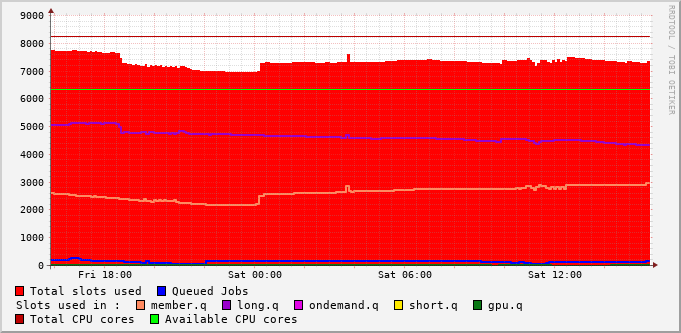 9000
8000
7000
6000
5000
4000
3000
2000
1000
0
Fri 18:00 Sat 00:00 Sat 06:00 Sat 12:00
RRDTOOL / TOBI OETIKER
Total slots used Queued Jobs
Slots used in : member.q long.q ondemand.q short.q gpu.q
Total CPU cores Available CPU cores